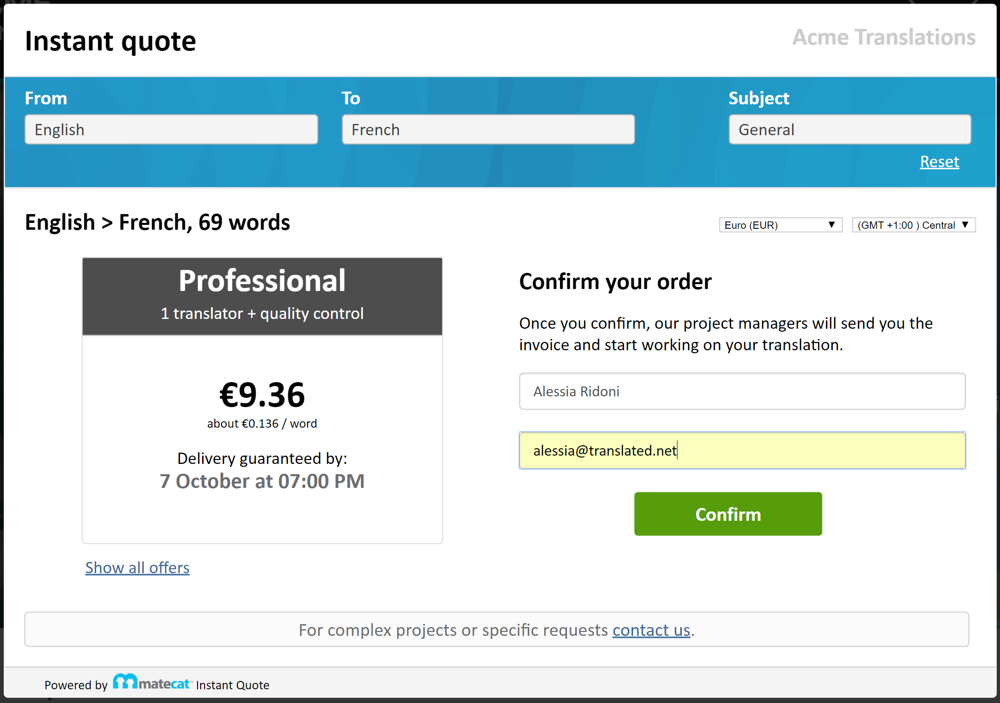 Instant quote
Acme Translations
From
To
Subject
English
French
General
Reset
English > French, 69 words
Euro (EUR) ▼
(GMT +1:00 ) Central ▼
Professional
1 translator + quality control
€9.36
about €0.136 / word
Delivery guaranteed by:
7 October at 07:00 PM
Show all offers
Confirm your order
Once you confirm, our project managers will send you the
invoice and start working on your translation.
Alessia Ridoni
alessia@translated.net
Confirm
For complex projects or specific requests contact us.
Powered by matecat™ Instant Quote